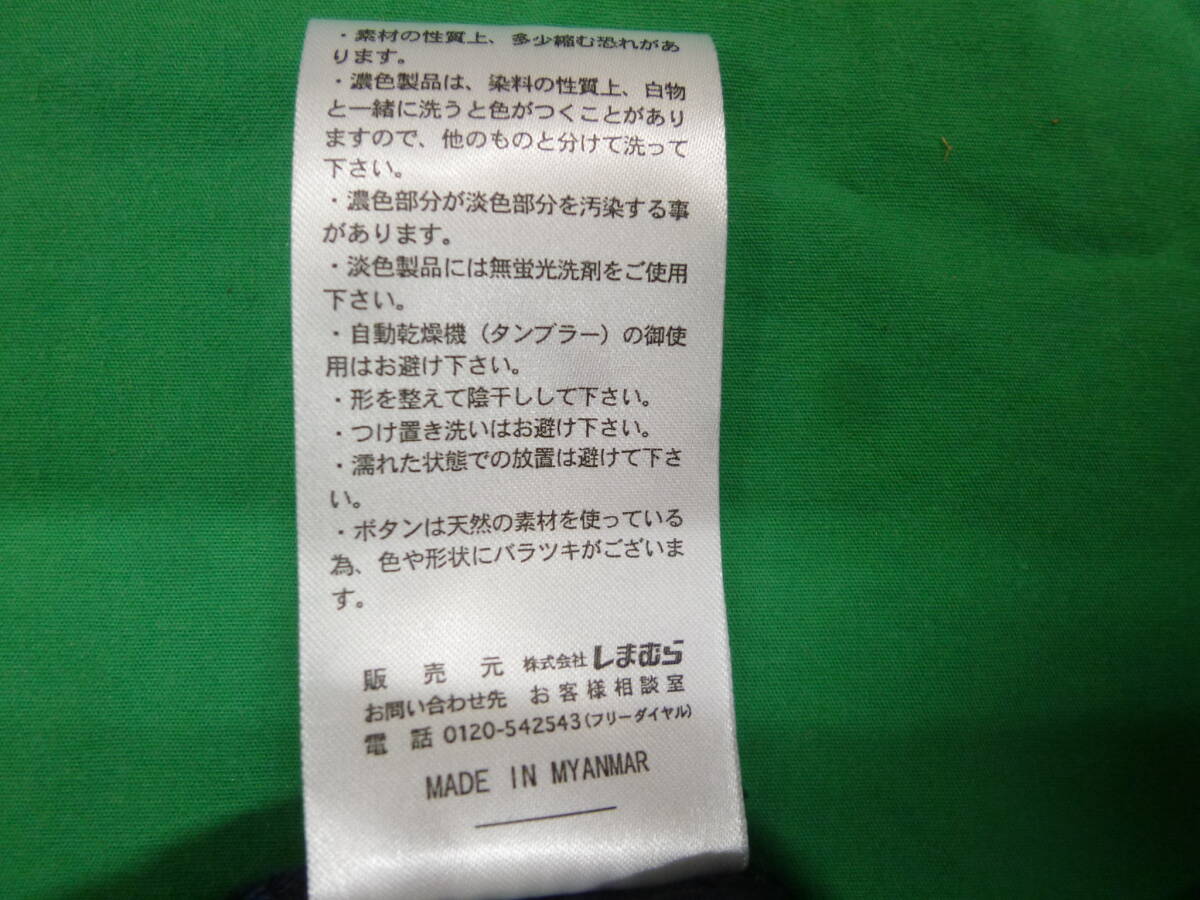 ・素材の性質上、多少縮む恐れがあ
ります。
・濃色製品は、染料の性質上、白物
と一緒に洗うと色がつくことがあり
ますので、他のものと分けて洗って
下さい。
・濃色部分が淡色部分を汚染する事
があります。
・淡色製品には無蛍光洗剤をご使用
下さい。
・自動乾燥機（タンブラー）の御使
用はお避け下さい。
・形を整えて陰干しして下さい。
・つけ置き洗いはお避け下さい。
・濡れた状態での放置は避けて下さ
い。
・ボタンは天然の素材を使っている
為、色や形状にバラツキがございま
す。
販売元 株式会社しまむら
お問い合わせ先 お客様相談室
電話 0120-542543(フリーダイヤル)
MADE IN MYANMAR